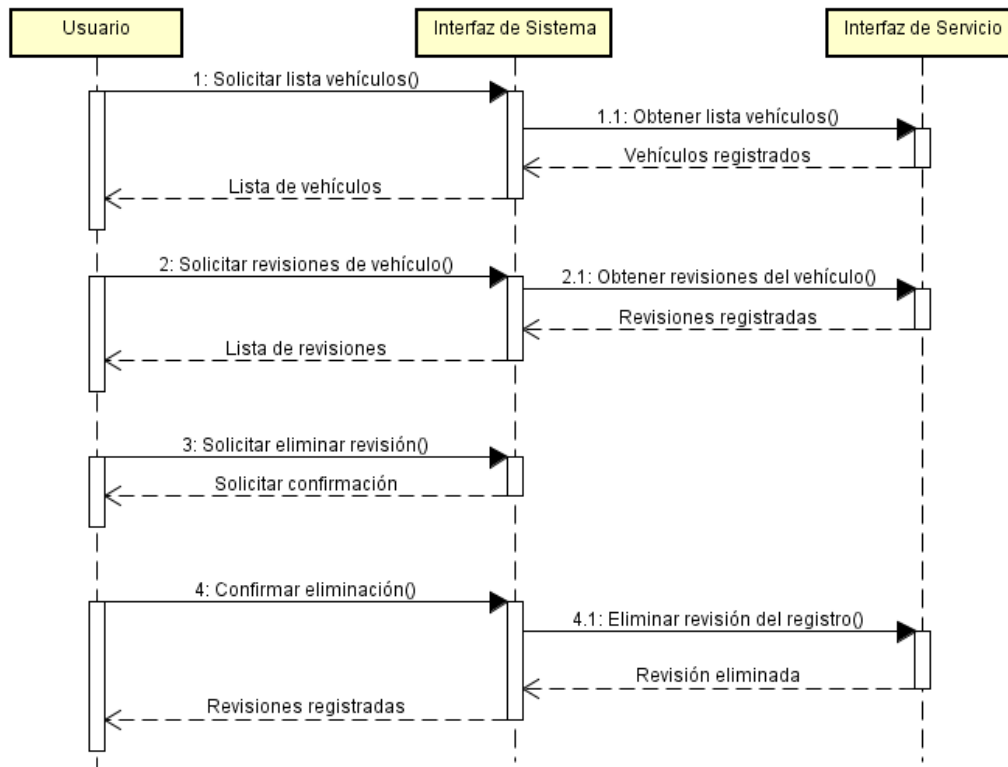 Usuario
Interfaz de Sistema
Interfaz de Servicio
1: Solicitar lista vehículos()
1.1: Obtener lista vehículos()
Vehículos registrados
Lista de vehículos
2: Solicitar revisiones de vehículo()
2.1: Obtener revisiones del vehículo()
Revisiones registradas
Lista de revisiones
3: Solicitar eliminar revisión()
Solicitar confirmación
4: Confirmar eliminación()
4.1: Eliminar revisión del registro()
Revisión eliminada
Revisiones registradas